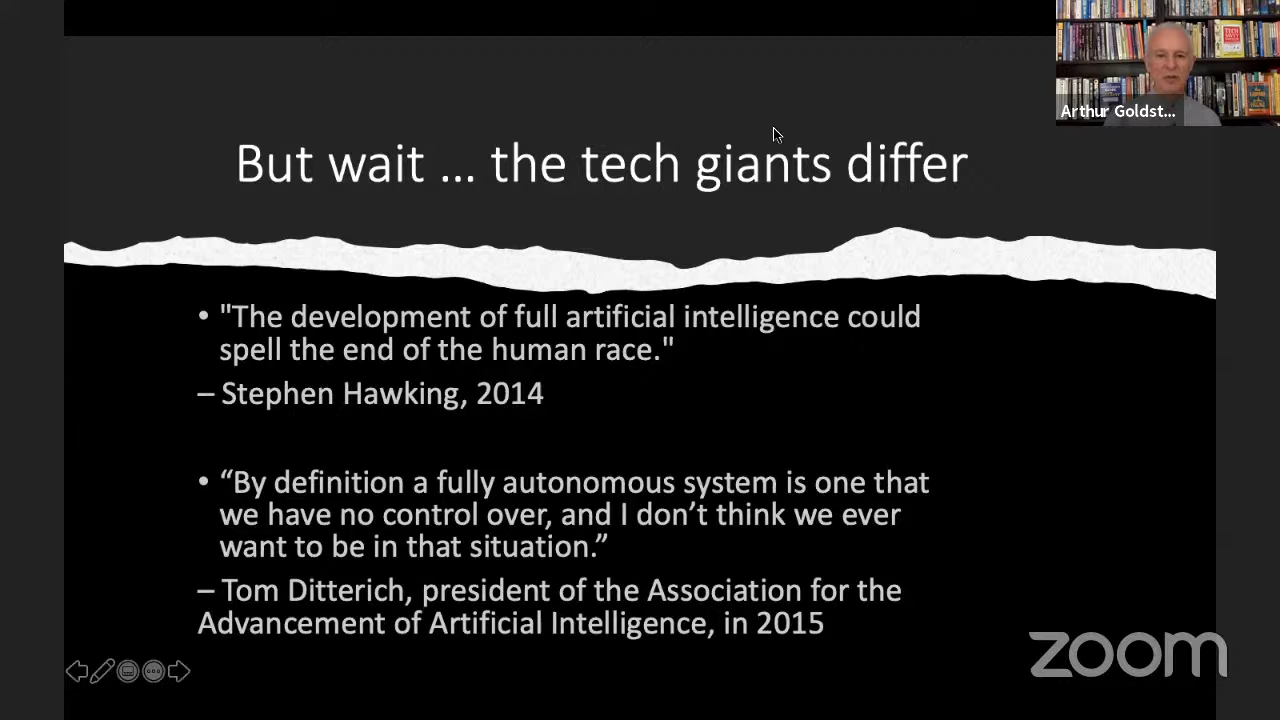 Arthur Goldst...
But wait ... the tech giants differ
• "The development of full artificial intelligence could
spell the end of the human race."
– Stephen Hawking, 2014
• “By definition a fully autonomous system is one that
we have no control over, and I don’t think we ever
want to be in that situation.”
– Tom Ditterich, president of the Association for the
Advancement of Artificial Intelligence, in 2015
zoom